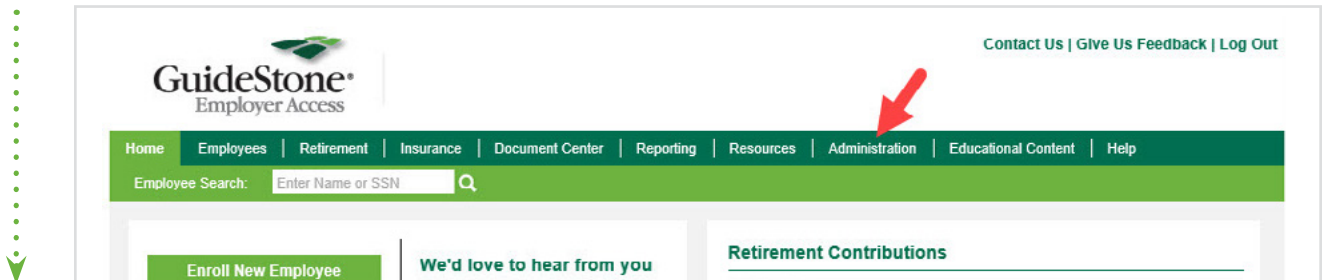 Contact Us | Give Us Feedback | Log Out
GuideStone®
Employer Access
Home Employees | Retirement | Insurance | Document Center | Reporting | Resources | Administration | Educational Content | Help
Employee Search: Enter Name or SSN
Enroll New Employee
We'd love to hear from you
Retirement Contributions